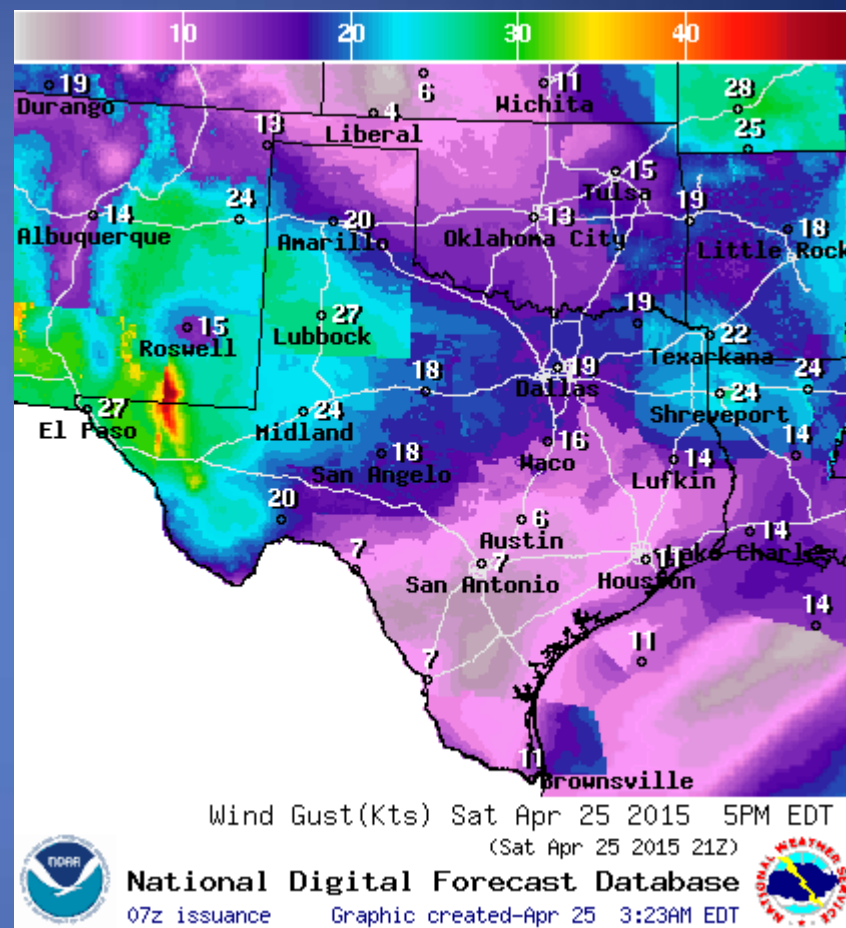 10 20 30 40
19 6 11 28
Durango 4 Wichita
Liberal
13 25
15
Tulsa
14 24 20 13 19 18
Albuquerque Amarillo Oklahoma City Little Rock
15 27 19 22
Roswell Lubbock Texarkana
18 19 24
Dallas
27 24 24
El Paso Midland Shreveport
18 16 14 14
San Angelo Waco Lufkin
20 6 14
Austin
7 7 11 Lake Charles
San Antonio Houston
14
11
7
11
Brownsville
Wind Gust(Kts) Sat Apr 25 2015 5PM EDT
(Sat Apr 25 2015 21Z)
NOAA
National Digital Forecast Database
07z issuance Graphic created-Apr 25 3:23AM EDT
NATIONAL WEATHER SERVICE